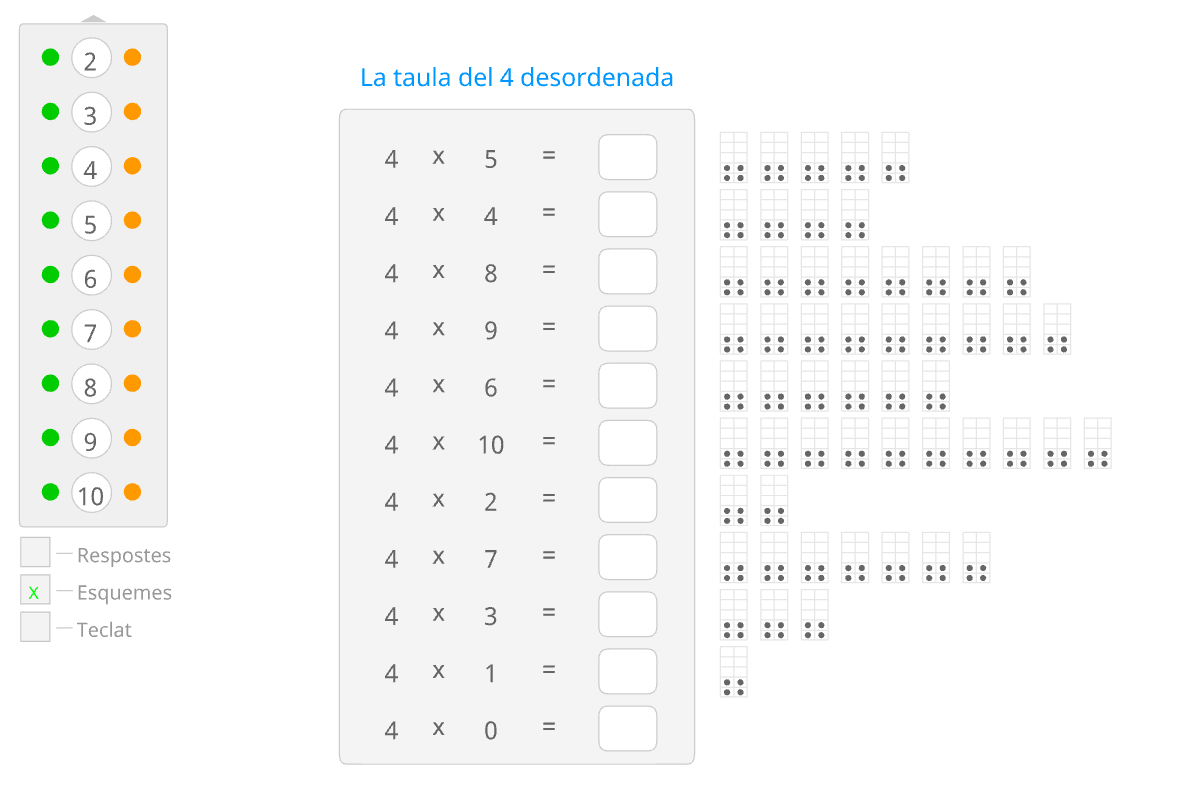 2
3
4
5
6
7
8
9
10
x Respostes
Esquemes
Teclat
La taula del 4 desordenada
4 x 5 =
4 x 4 =
4 x 8 =
4 x 9 =
4 x 6 =
4 x 10 =
4 x 2 =
4 x 7 =
4 x 3 =
4 x 1 =
4 x 0 =